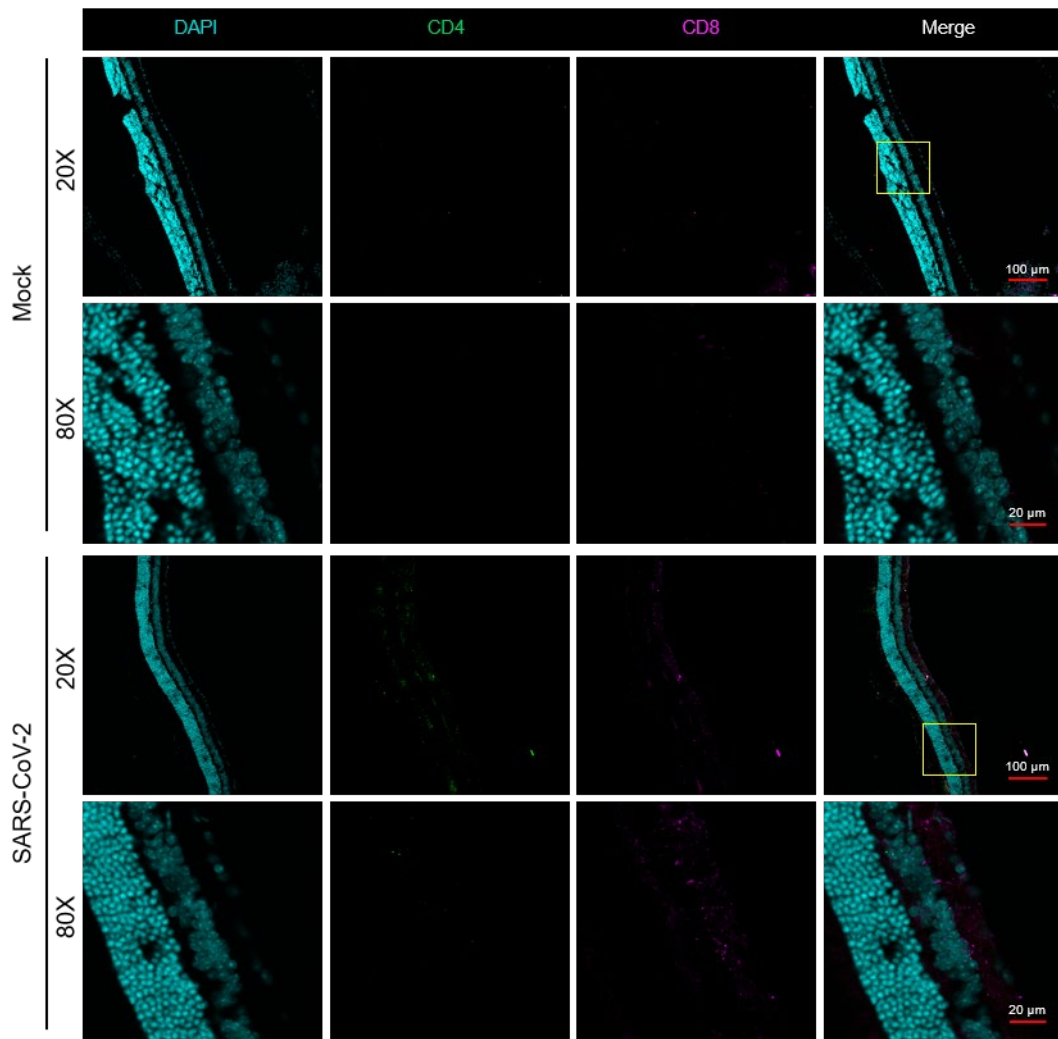 DAPI CD4 CD8 Merge
Mock
20X
100 µm
80X
20 µm
SARS-CoV-2
20X
100 µm
80X
20 µm